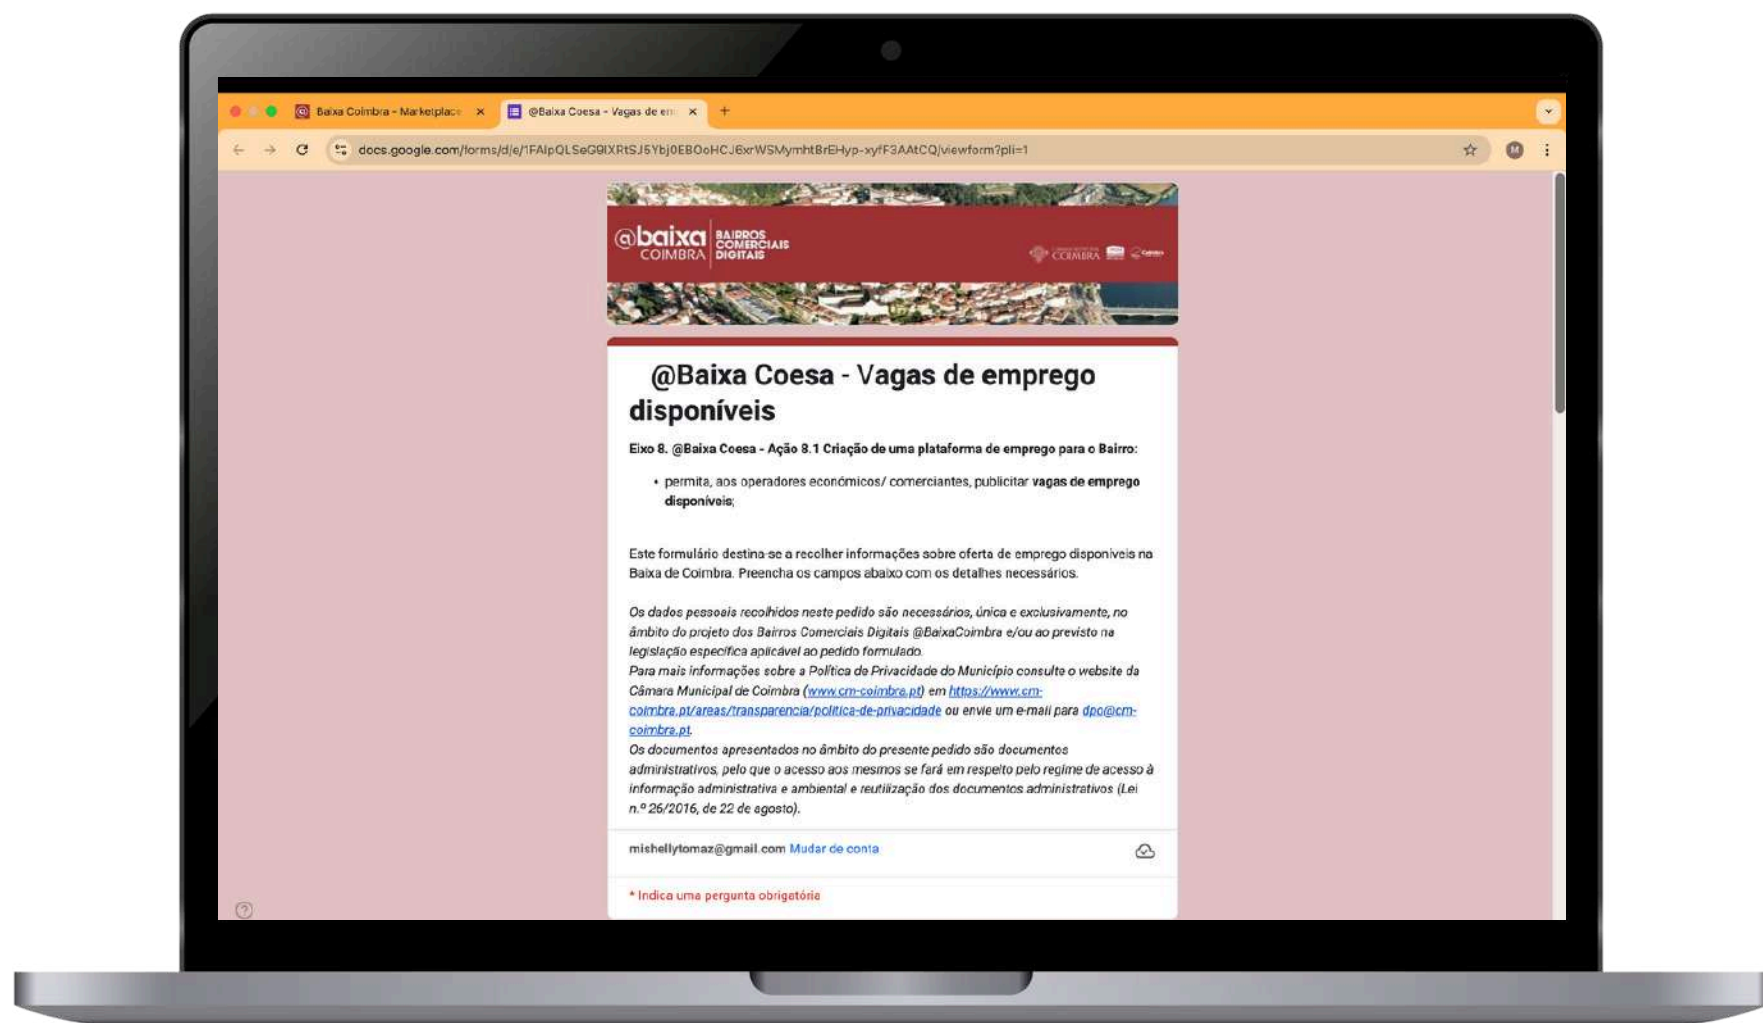 Baixa Coimbra - Marketplace
@Baixa Coesa - Vagas de em
docs.google.com/forms/d/e/1FAIpQLSeG9IXRtSJ5Ybj0EBOoHCJ6xrWSMymhtBrEHyp-xyfF3AAtCQ/viewform?pli=1
M
@baixa
COIMBRA
BAIRROS
COMERCIAIS
DIGITAIS
COIMBRA
@Baixa Coesa - Vagas de emprego
disponíveis
Eixo 8. @Baixa Coesa - Ação 8.1 Criação de uma plataforma de emprego para o Bairro:
• permita, aos operadores económicos/ comerciantes, publicitar vagas de emprego
disponíveis;
Este formulário destina-se a recolher informações sobre oferta de emprego disponíveis na
Baixa de Coimbra. Preencha os campos abaixo com os detalhes necessários.
Os dados pessoais recolhidos neste pedido são necessários, única e exclusivamente, no
âmbito do projeto dos Bairros Comerciais Digitais @BaixaCoimbra e/ou ao previsto na
legislação específica aplicável ao pedido formulado.
Para mais informações sobre a Política de Privacidade do Município consulte o website da
Câmara Municipal de Coimbra (www.cm-coimbra.pt) em https://www.cm-
coimbra.pt/areas/transparencia/politica-de-privacidade ou envie um e-mail para dpo@cm-
coimbra.pt.
Os documentos apresentados no âmbito do presente pedido são documentos
administrativos, pelo que o acesso aos mesmos se fará em respeito pelo regime de acesso à
informação administrativa e ambiental e reutilização dos documentos administrativos (Lei
n.º 26/2016, de 22 de agosto).
mishellytomaz@gmail.com Mudar de conta
* Indica uma pergunta obrigatória